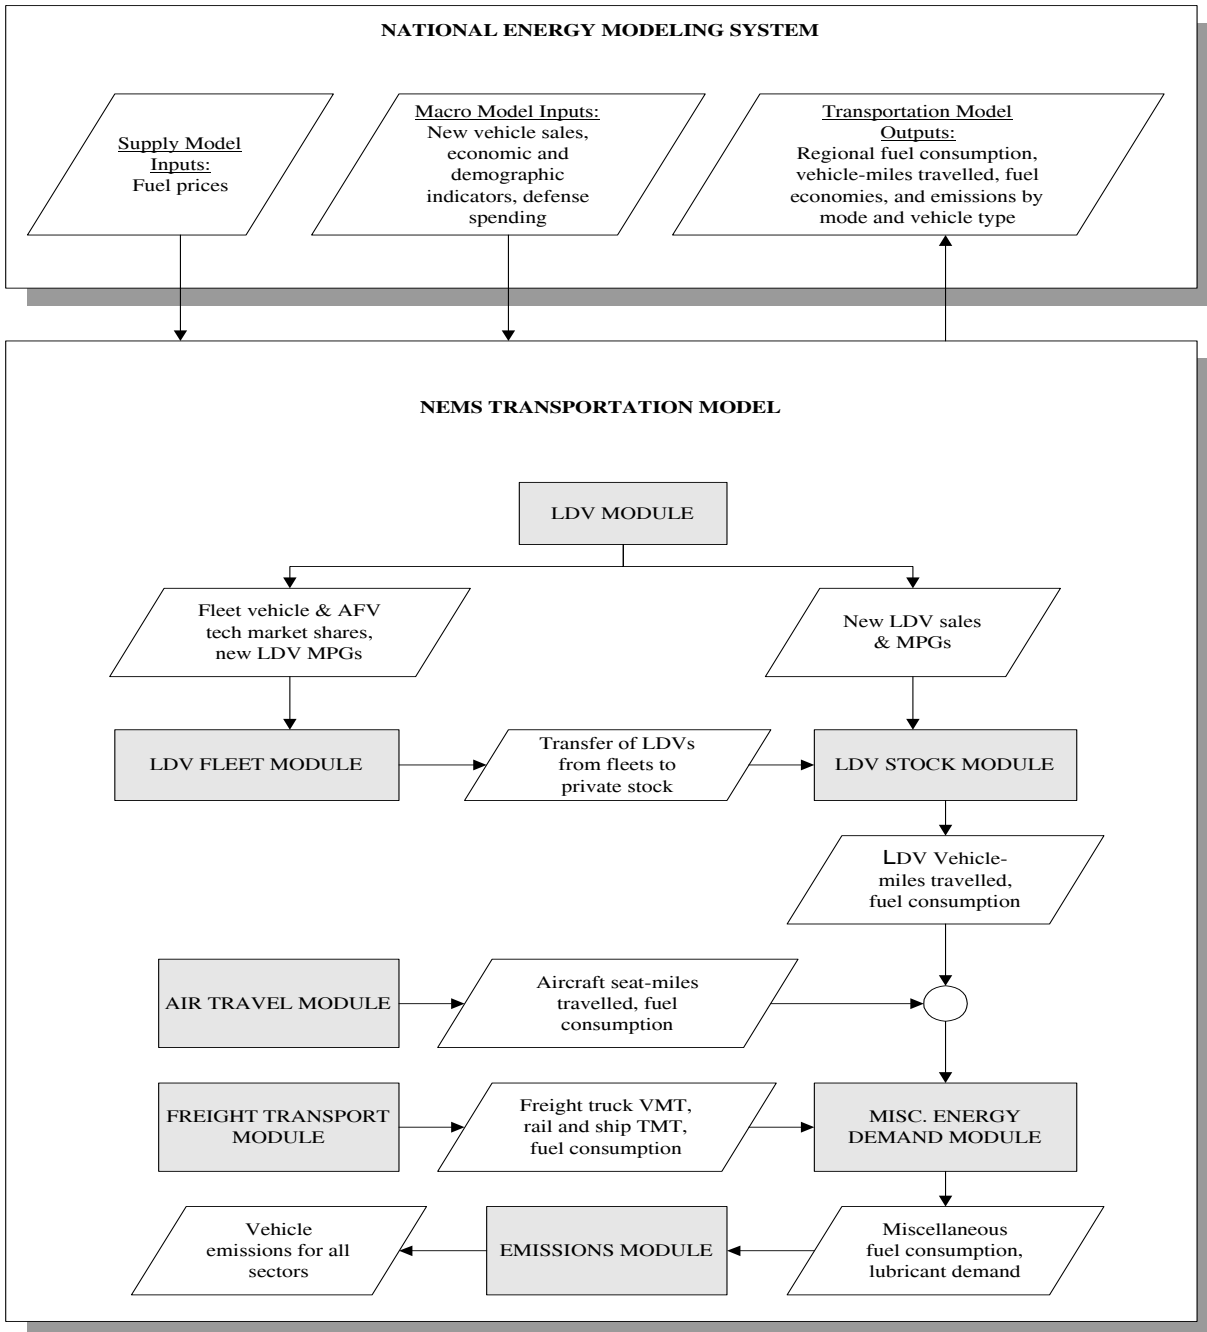 NATIONAL ENERGY MODELING SYSTEM
Supply Model
Inputs:
Fuel prices
Macro Model Inputs:
New vehicle sales,
economic and
demographic
indicators, defense
spending
Transportation Model
Outputs:
Regional fuel consumption,
vehicle-miles travelled, fuel
economies, and emissions by
mode and vehicle type
NEMS TRANSPORTATION MODEL
LDV MODULE
Fleet vehicle & AFV
tech market shares,
new LDV MPGs
New LDV sales
& MPGs
LDV FLEET MODULE
Transfer of LDVs
from fleets to
private stock
LDV STOCK MODULE
LDV Vehicle-
miles travelled,
fuel consumption
AIR TRAVEL MODULE
Aircraft seat-miles
travelled, fuel
consumption
FREIGHT TRANSPORT
MODULE
Freight truck VMT,
rail and ship TMT,
fuel consumption
MISC. ENERGY
DEMAND MODULE
Vehicle
emissions for all
sectors
EMISSIONS MODULE
Miscellaneous
fuel consumption,
lubricant demand